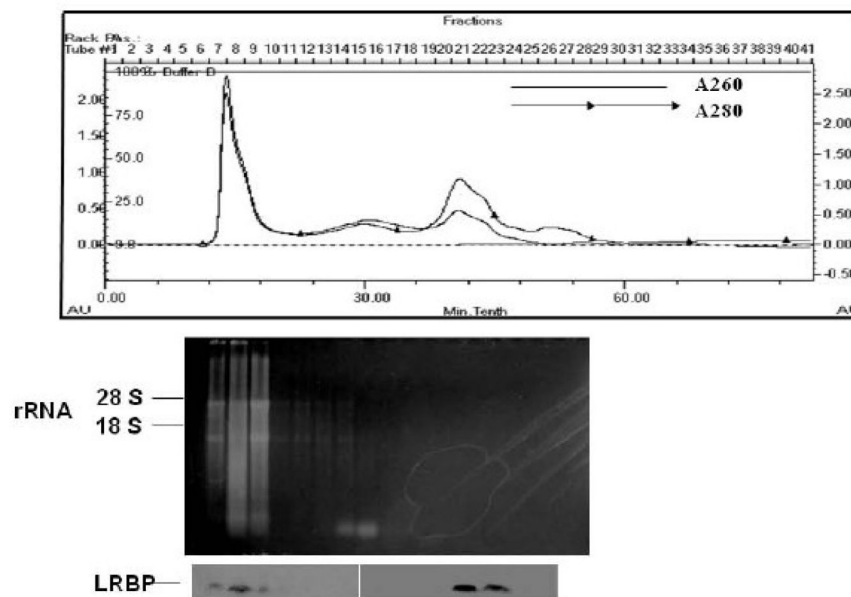 Fractions
Rack Pos.:
Tube #1 1 2 3 4 5 6 7 8 9 10 11 12 13 14 15 16 17 18 19 20 21 22 23 24 25 26 27 28 29 30 31 32 33 34 35 36 37 38 39 40 41
100% Buffer B
A260
A280
2.00 75.0 2.50
2.00
1.50 50.0 1.50
1.00 25.0 1.00
0.50 0.50
0.00 0.0 0.00
-0.50
0.00 30.00 60.00
AU Min.Tenth AU
28 S
rRNA
18 S
LRBP